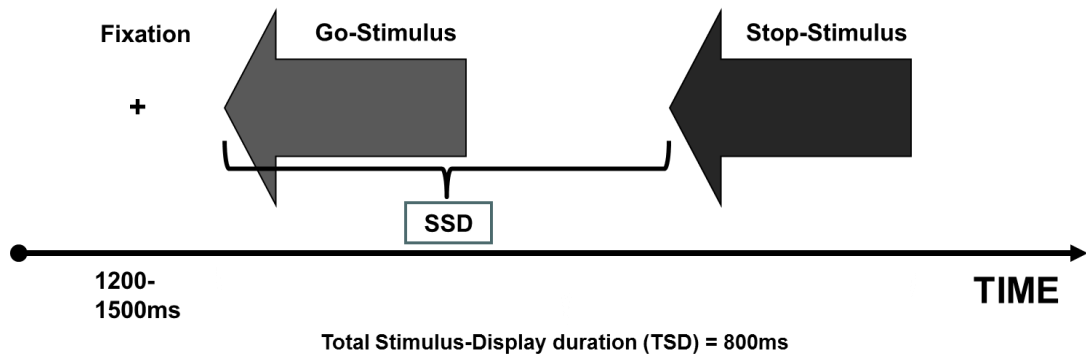 Fixation
Go-Stimulus
Stop-Stimulus
+
SSD
1200-
1500ms
TIME
Total Stimulus-Display duration (TSD) = 800ms